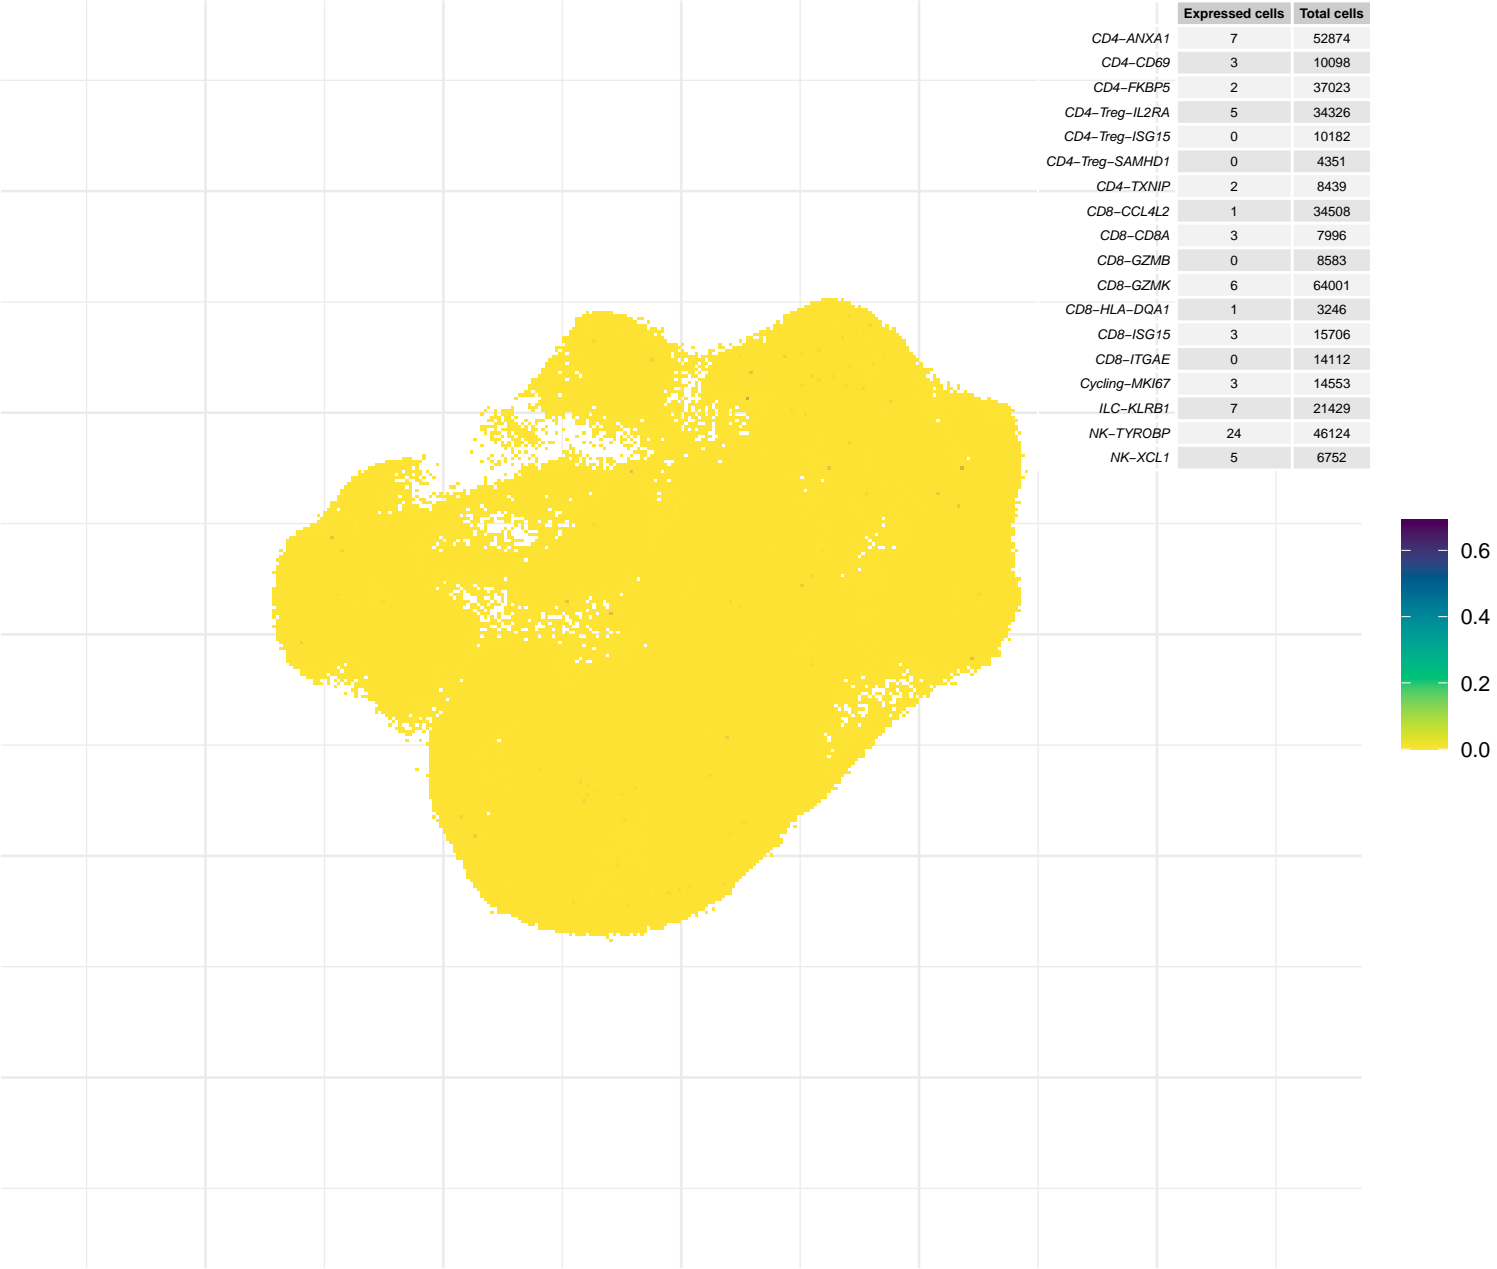 Expressed cells Total cells
CD4−ANXA1 7 52874
CD4−CD69 3 10098
CD4−FKBP5 2 37023
CD4−Treg−IL2RA 5 34326
CD4−Treg−ISG15 0 10182
CD4−Treg−SAMHD1 0 4351
CD4−TXNIP 2 8439
CD8−CCL4L2 1 34508
CD8−CD8A 3 7996
CD8−GZMB 0 8583
CD8−GZMK 6 64001
CD8−HLA−DQA1 1 3246
CD8−ISG15 3 15706
CD8−ITGAE 0 14112
Cycling−MKI67 3 14553
ILC−KLRB1 7 21429
NK−TYROBP 24 46124
NK−XCL1 5 6752
0.6
0.4
0.2
0.0